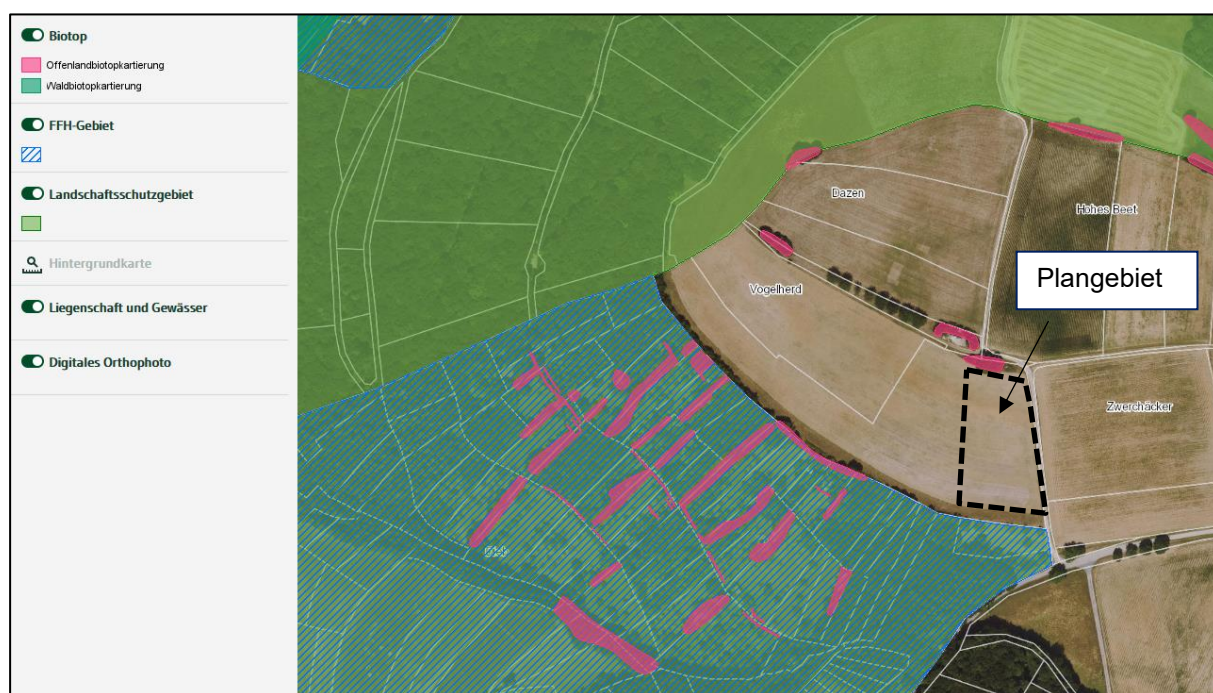 Biotop
Offenlandbiotopkartierung
Waldbiotopkartierung
FFH-Gebiet
Landschaftsschutzgebiet
Hintergrundkarte
Liegenschaft und Gewässer
Digitales Orthophoto
Dazen
Hohes Beet
Plangebiet
Vogelherd
Zwerchäcker